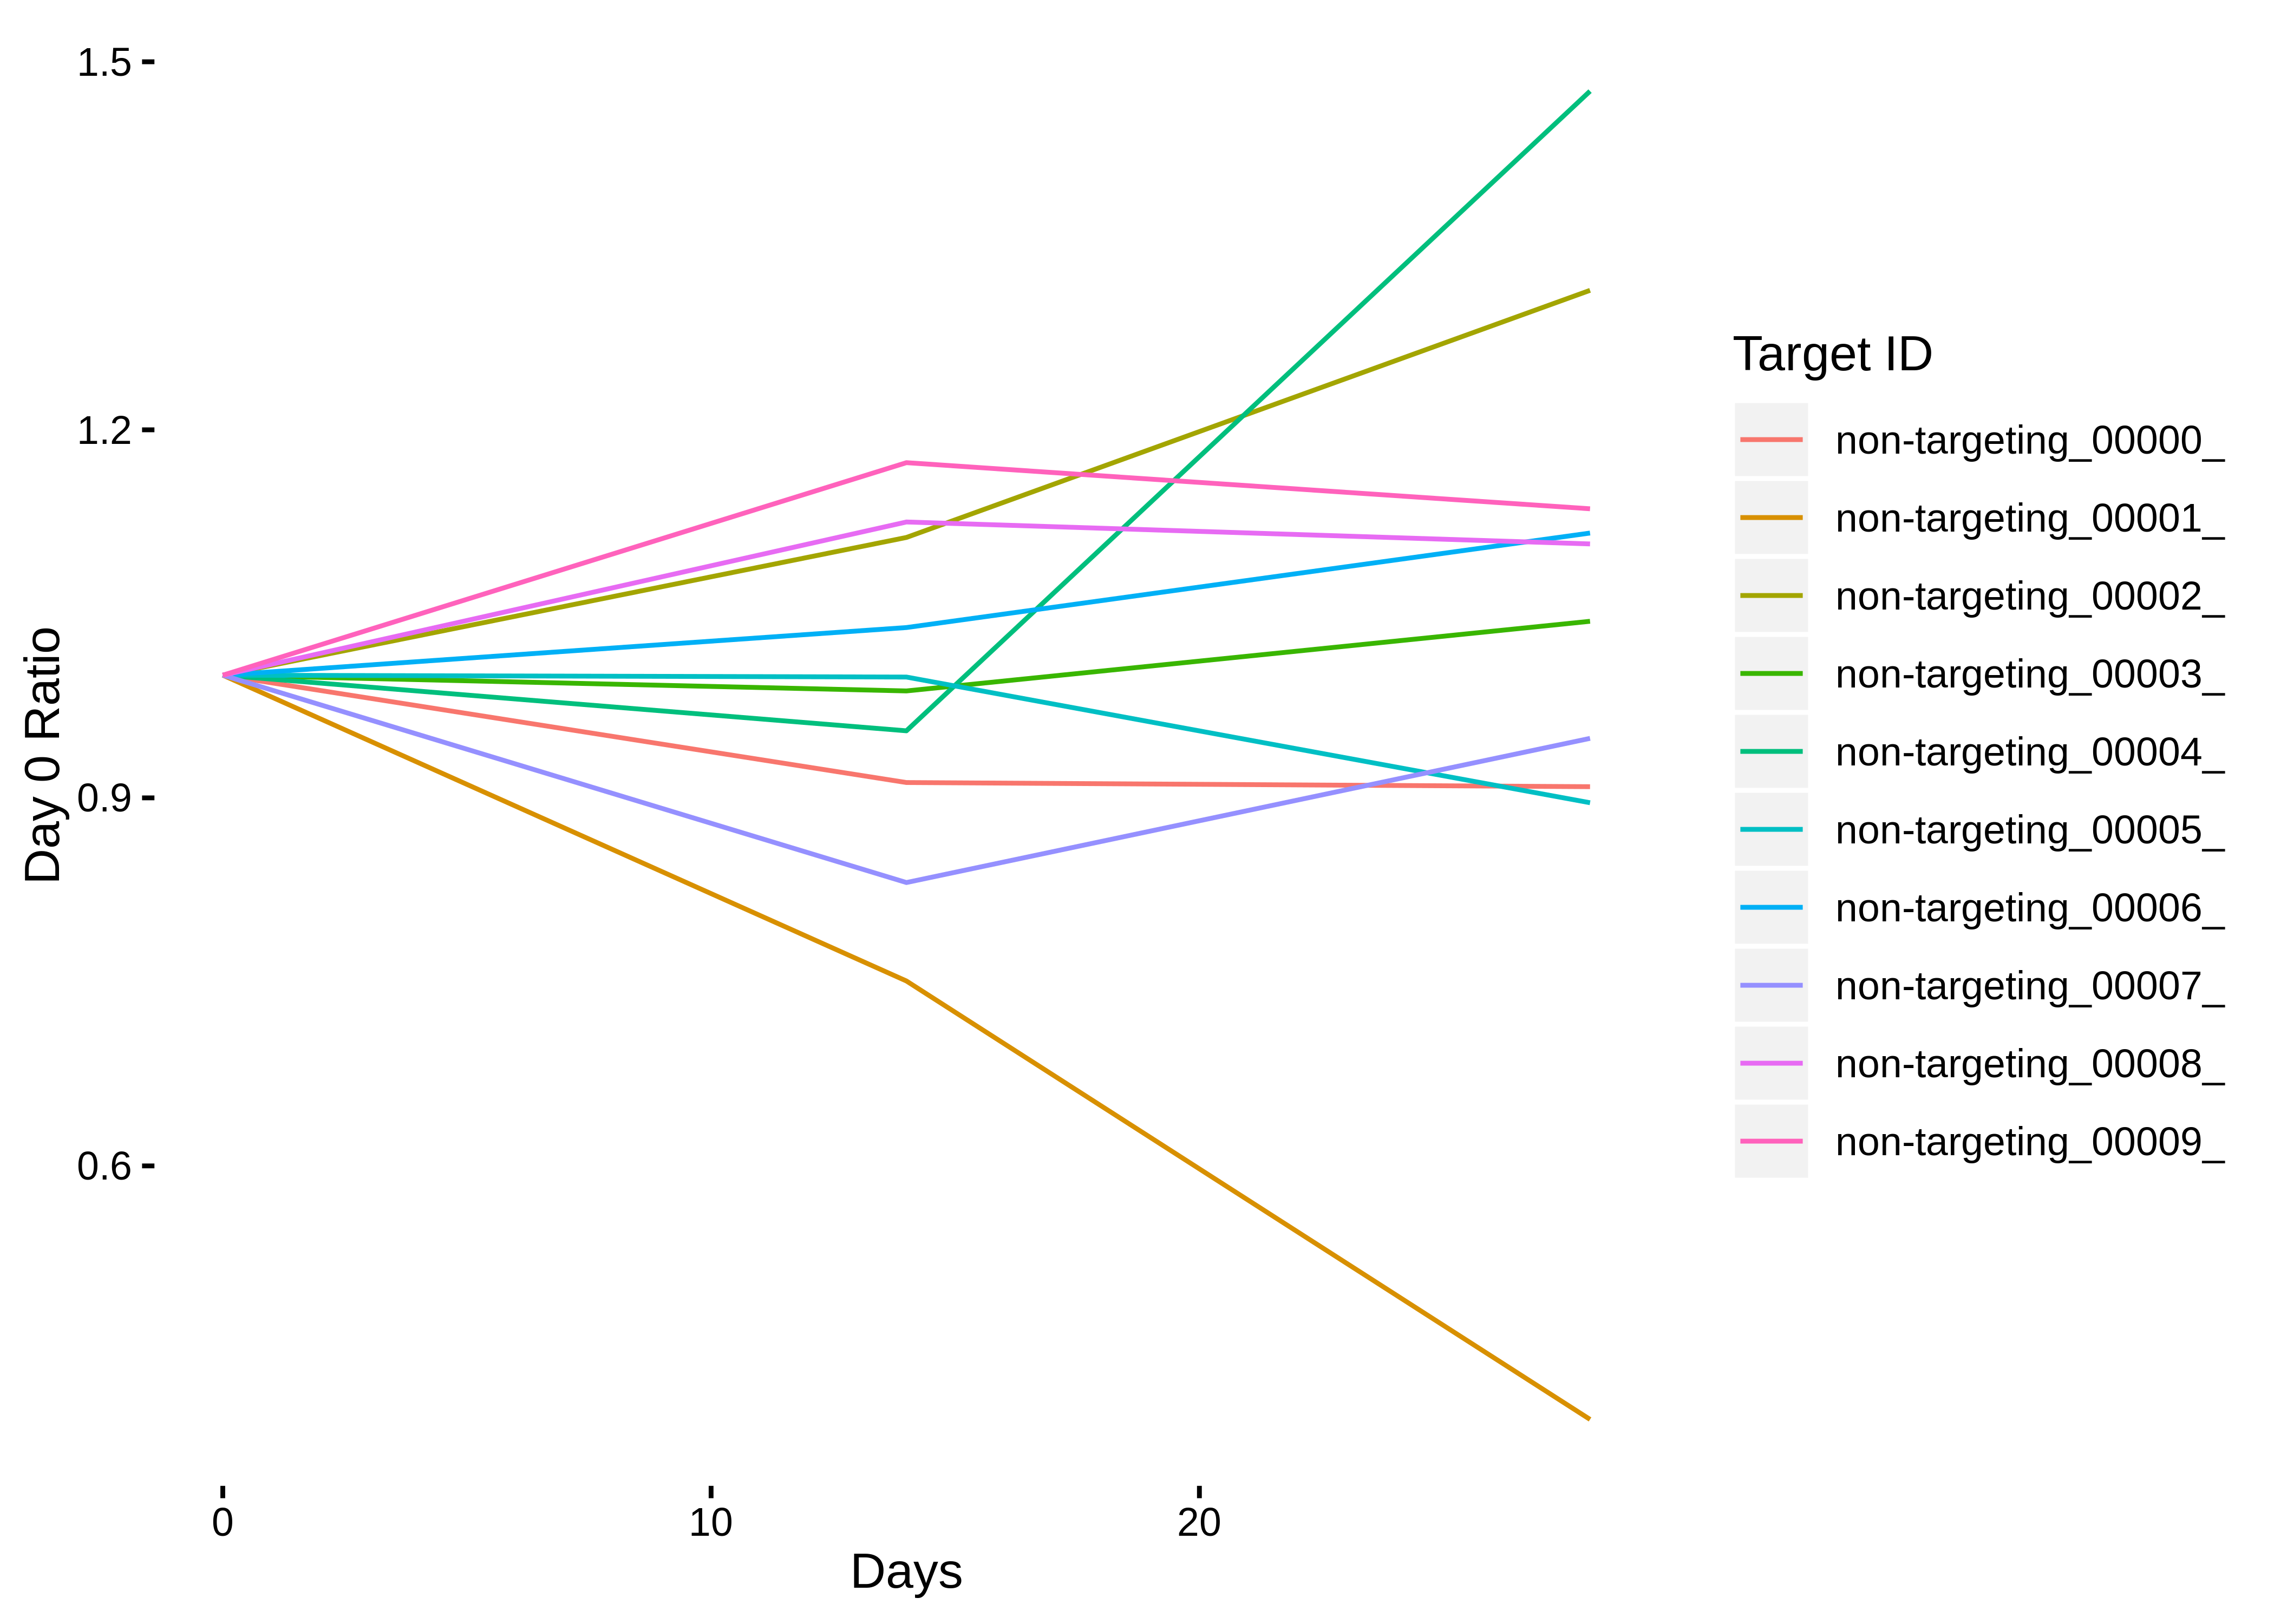 1.5
1.2
0.9
0.6
Day 0 Ratio
0
10
20
Days
Target ID
non-targeting_00000_
non-targeting_00001_
non-targeting_00002_
non-targeting_00003_
non-targeting_00004_
non-targeting_00005_
non-targeting_00006_
non-targeting_00007_
non-targeting_00008_
non-targeting_00009_